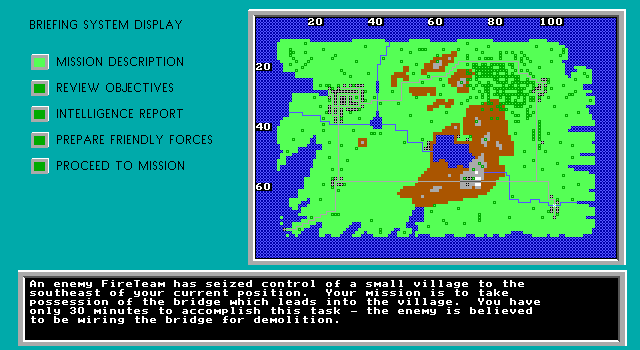 BRIEFING SYSTEM DISPLAY
MISSION DESCRIPTION
REVIEW OBJECTIVES
INTELLIGENCE REPORT
PREPARE FRIENDLY FORCES
PROCEED TO MISSION
20 40 60 80 100
20
40
60
An enemy FireTeam has seized control of a small village to the
southeast of your current position. Your mission is to take
possession of the bridge which leads into the village. You have
only 30 minutes to accomplish this task - the enemy is believed
to be wiring the bridge for demolition.